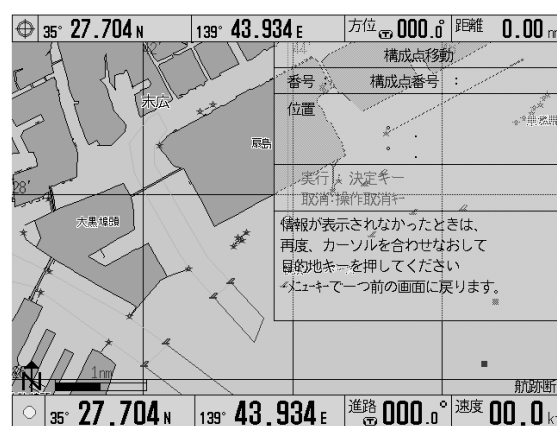 35° 27.704 N 139° 43.934 E 方位 000.0° 距離 0.00
構成点移動
番号 : 構成点番号 :
位置
末広
扇島
28'
実行 : 決定キー
取消:操作取消キー
大黒埠頭
情報が表示されなかったときは、
再度、カーソルを合わせなおして
目的地キーを押してください
メニューキーで一つ前の画面に戻ります。
N 1nm
航跡断
35° 27.704 N 139° 43.934 E 進路 000.0° 速度 00.0